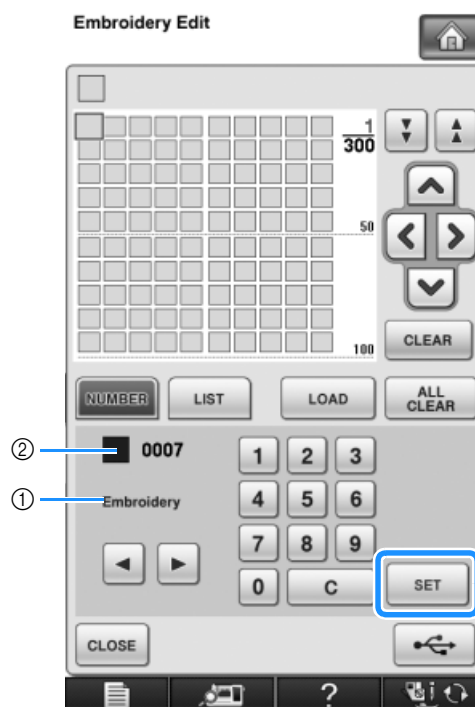 Embroidery Edit
1
300
50
100
CLEAR
NUMBER LIST LOAD ALL CLEAR
② 0007
1 2 3
① Embroidery
4 5 6
7 8 9
0 C SET
CLOSE
?